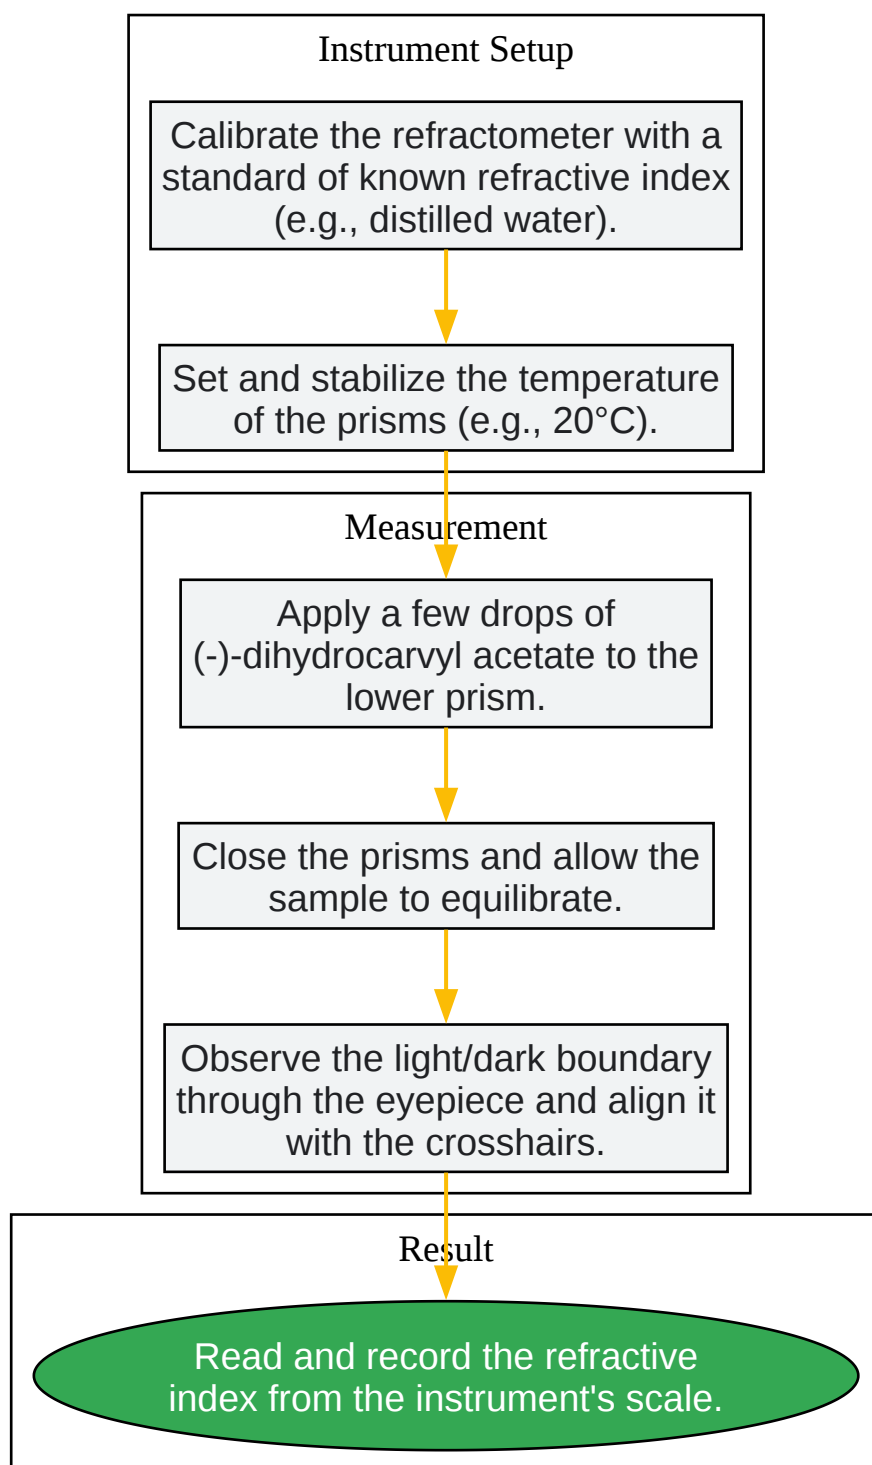 Instrument Setup
Calibrate the refractometer with a
standard of known refractive index
(e.g., distilled water).
Set and stabilize the temperature
of the prisms (e.g., 20°C).
Measurement
Apply a few drops of
(-)-dihydrocarvyl acetate to the
lower prism.
Close the prisms and allow the
sample to equilibrate.
Observe the light/dark boundary
through the eyepiece and align it
with the crosshairs.
Result
Read and record the refractive
index from the instrument's scale.